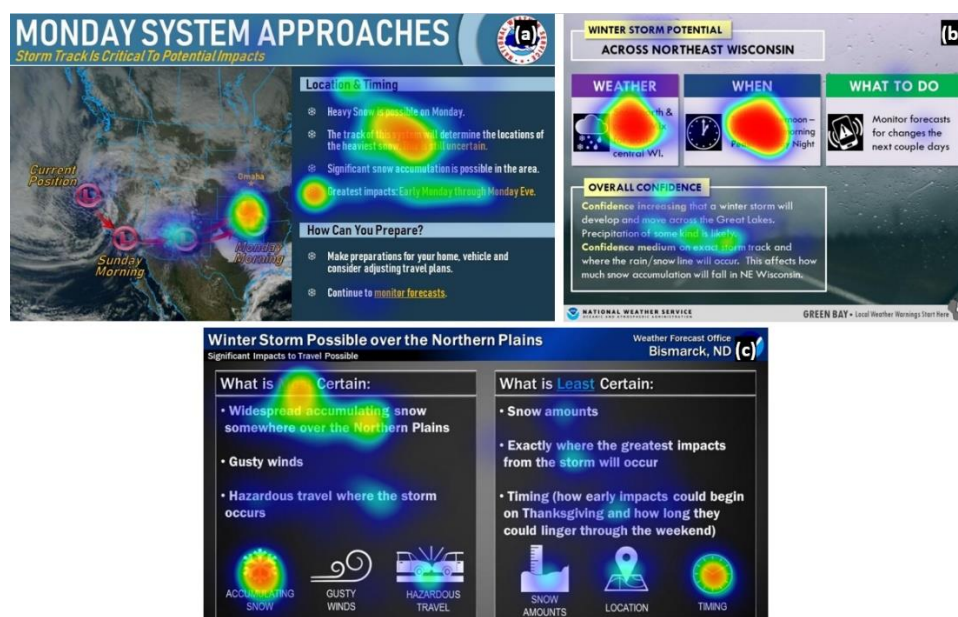 MONDAY SYSTEM APPROACHES
(a)
Storm Track Is Critical To Potential Impacts
Location & Timing
Heavy Snow is possible on Monday.
The track of this system will determine the locations of
the heaviest snow still uncertain.
Significant snow accumulation is possible in the area.
Greatest impacts: Early Monday through Monday Eve.
How Can You Prepare?
Make preparations for your home, vehicle and
consider adjusting travel plans.
Continue to monitor forecasts.
Current
Position
Sunday
Morning
Omaha
Monday
Morning
WINTER STORM POTENTIAL
(b)
ACROSS NORTHEAST WISCONSIN
WEATHER
central WI.
WHEN
Night
WHAT TO DO
Monitor forecasts
for changes the
next couple days
OVERALL CONFIDENCE
Confidence increasing that a winter storm will
develop and move across the Great Lakes.
Precipitation of some kind is likely.
Confidence medium on exact storm track and
where the rain/snow line will occur. This affects how
much snow accumulation will fall in NE Wisconsin.
NATIONAL WEATHER SERVICE
OCEANIC AND ATMOSPHERIC ADMINISTRATION
GREEN BAY • Local Weather Warnings Start Here
Winter Storm Possible over the Northern Plains
Significant Impacts to Travel Possible
Weather Forecast Office
Bismarck, ND
(c)
What is Certain:
• Widespread accumulating snow
somewhere over the Northern Plains
• Gusty winds
• Hazardous travel where the storm
occurs
ACCUMULATING
SNOW
GUSTY
WINDS
HAZARDOUS
TRAVEL
What is Least Certain:
• Snow amounts
• Exactly where the greatest impacts
from the storm will occur
• Timing (how early impacts could begin
on Thanksgiving and how long they
could linger through the weekend)
SNOW
AMOUNTS
LOCATION
TIMING